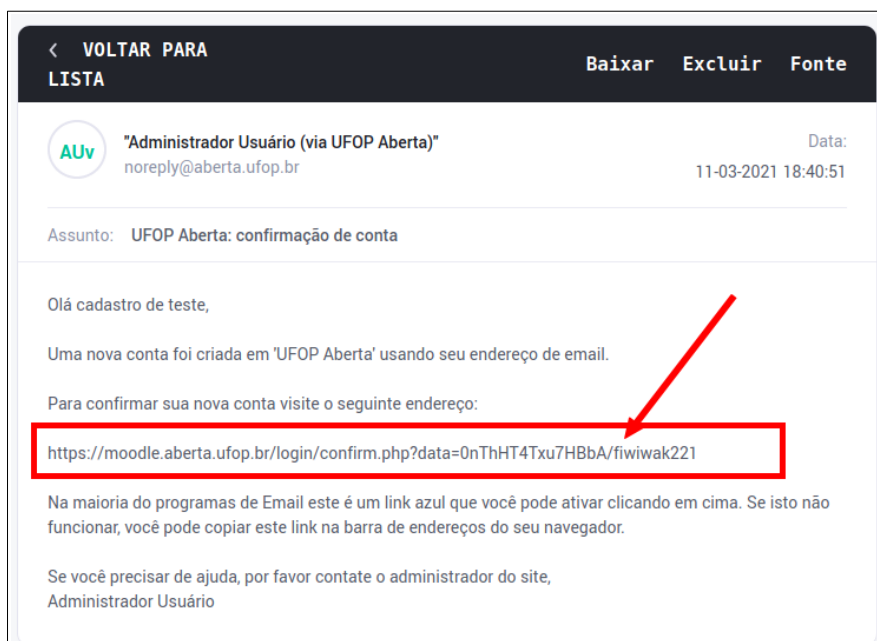 < VOLTAR PARA
LISTA
Baixar Excluir Fonte
AUv
"Administrador Usuário (via UFOP Aberta)"
noreply@aberta.ufop.br
Data:
11-03-2021 18:40:51
Assunto: UFOP Aberta: confirmação de conta
Olá cadastro de teste,
Uma nova conta foi criada em 'UFOP Aberta' usando seu endereço de email.
Para confirmar sua nova conta visite o seguinte endereço:
https://moodle.aberta.ufop.br/login/confirm.php?data=0nThHT4Txu7HBbA/fiwiwak221
Na maioria do programas de Email este é um link azul que você pode ativar clicando em cima. Se isto não
funcionar, você pode copiar este link na barra de endereços do seu navegador.
Se você precisar de ajuda, por favor contate o administrador do site,
Administrador Usuário